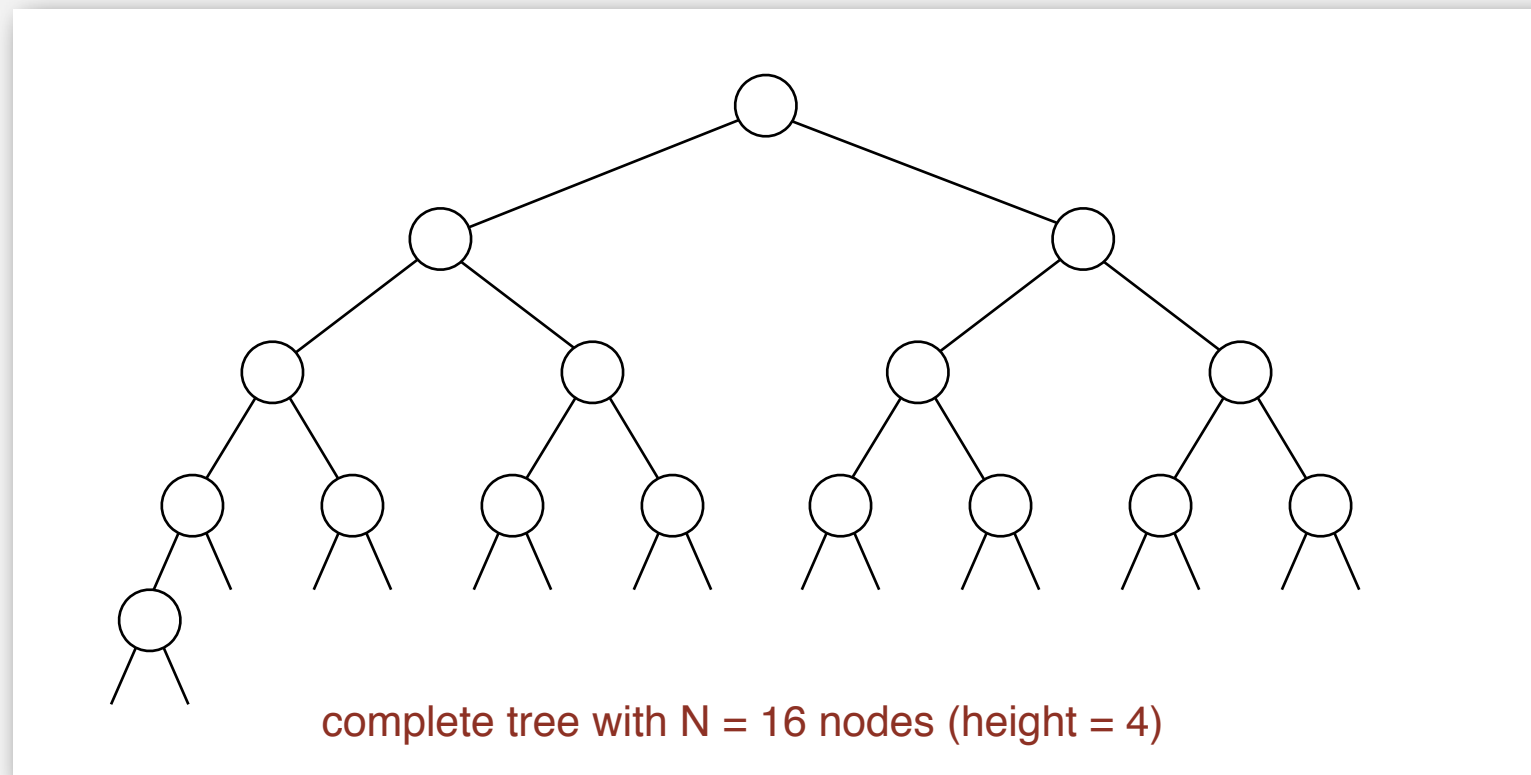 complete tree with N = 16 nodes (height = 4)